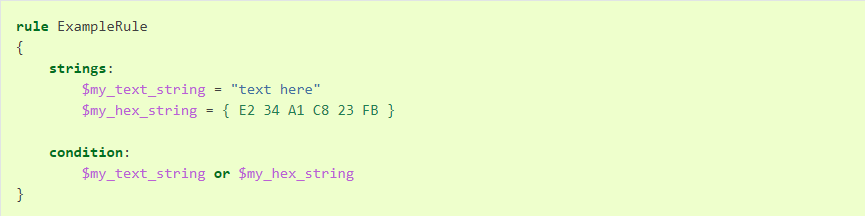 rule ExampleRule
{
    strings:
        $my_text_string = "text here"
        $my_hex_string = { E2 34 A1 C8 23 FB }

    condition:
        $my_text_string or $my_hex_string
}